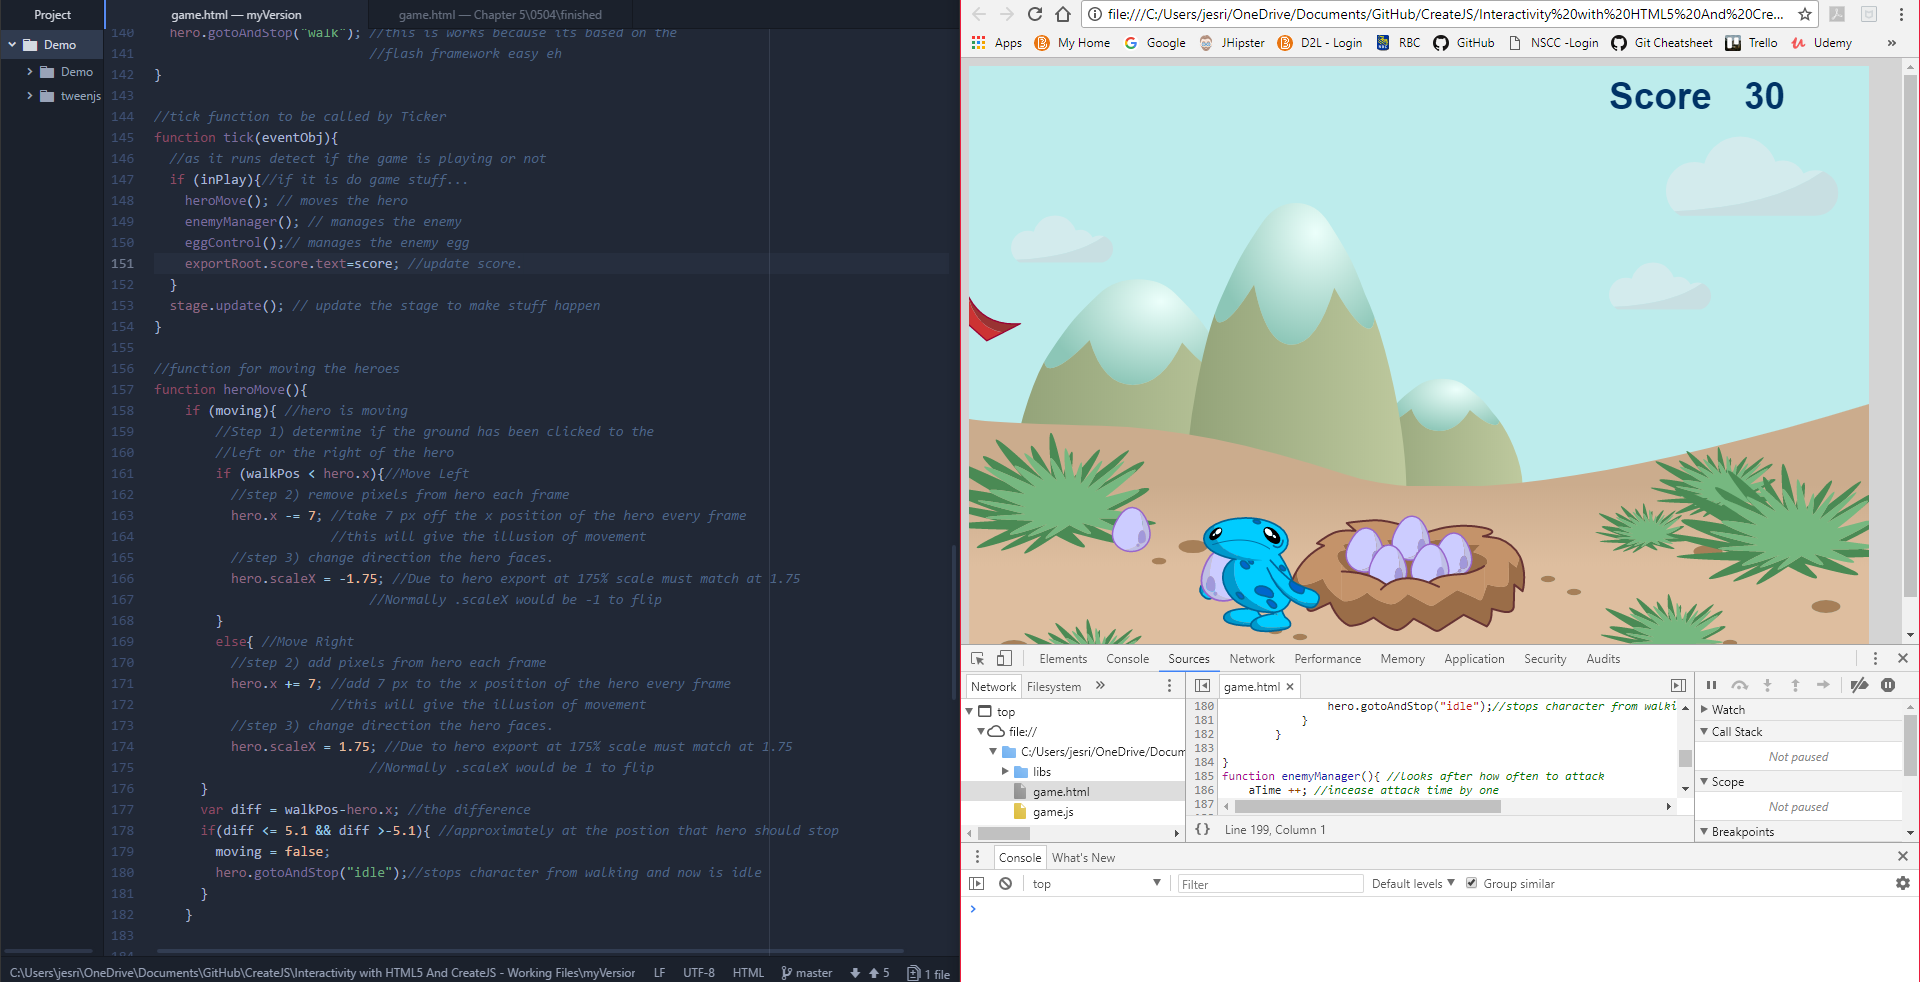 Project
game.html — myVersion
game.html — Chapter 5\0504\finished
Demo
Demo
tweenjs
140 hero.gotoAndStop("walk"); //this is works because its based on the
141 //flash framework easy eh
142 }
143
144 //tick function to be called by Ticker
145 function tick(eventObj){
146 //as it runs detect if the game is playing or not
147 if (inPlay){//if it is do game stuff...
148 heroMove(); // moves the hero
149 enemyManager(); // manages the enemy
150 eggControl();// manages the enemy egg
151 exportRoot.score.text=score; //update score.
152 }
153 stage.update(); // update the stage to make stuff happen
154 }
155
156 //function for moving the heroes
157 function heroMove(){
158 if (moving){ //hero is moving
159 //Step 1) determine if the ground has been clicked to the
160 //left or the right of the hero
161 if (walkPos < hero.x){//Move Left
162 //step 2) remove pixels from hero each frame
163 hero.x -= 7; //take 7 px off the x position of the hero every frame
164 //this will give the illusion of movement
165 //step 3) change direction the hero faces.
166 hero.scaleX = -1.75; //Due to hero export at 175% scale must match at 1.75
167 //Normally .scaleX would be -1 to flip
168 }
169 else{ //Move Right
170 //step 2) add pixels from hero each frame
171 hero.x += 7; //add 7 px to the x position of the hero every frame
172 //this will give the illusion of movement
173 //step 3) change direction the hero faces.
174 hero.scaleX = 1.75; //Due to hero export at 175% scale must match at 1.75
175 //Normally .scaleX would be 1 to flip
176 }
177 var diff = walkPos-hero.x; //the difference
178 if(diff <= 5.1 && diff >-5.1){ //approximately at the postion that hero should stop
179 moving = false;
180 hero.gotoAndStop("idle");//stops character from walking and now is idle
181 }
182 }
183
C:\Users\jesri\OneDrive\Documents\GitHub\CreateJS\Interactivity with HTML5 And CreateJS - Working Files\myVersior LF UTF-8 HTML master 5 1 file
file:///C:/Users/jesri/OneDrive/Documents/GitHub/CreateJS/Interactivity%20with%20HTML5%20And%20Cre...
Apps My Home Google JHipster D2L - Login RBC GitHub NSCC -Login Git Cheatsheet Trello Udemy »
Score 30
Elements Console Sources Network Performance Memory Application Security Audits
Network Filesystem »
game.html ×
top
file://
C:/Users/jesri/OneDrive/Docum
libs
game.html
game.js
180 hero.gotoAndStop("idle");//stops character from walki
181 }
182 }
183
184 }
185 function enemyManager(){ //looks after how often to attack
186 aTime ++; //incease attack time by one
187
{} Line 199, Column 1
Watch
Call Stack
Not paused
Scope
Not paused
Breakpoints
Console What's New
top Filter Default levels Group similar